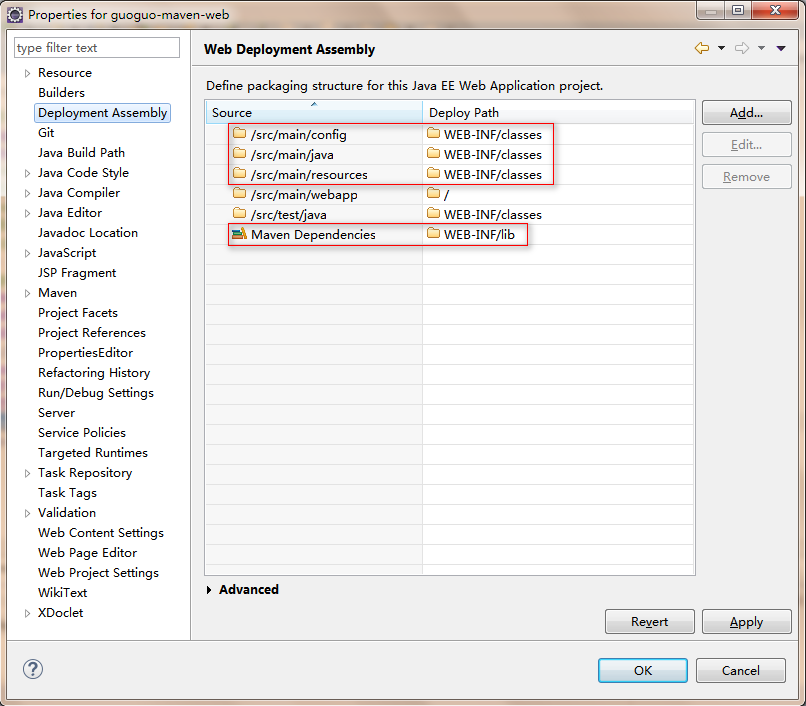 Properties for guoguo-maven-web
type filter text
Resource
Builders
Deployment Assembly
Git
Java Build Path
Java Code Style
Java Compiler
Java Editor
Javadoc Location
JavaScript
JSP Fragment
Maven
Project Facets
Project References
PropertiesEditor
Refactoring History
Run/Debug Settings
Server
Service Policies
Targeted Runtimes
Task Repository
Task Tags
Validation
Web Content Settings
Web Page Editor
Web Project Settings
WikiText
XDoclet
Web Deployment Assembly
Define packaging structure for this Java EE Web Application project.
Source Deploy Path
/src/main/config WEB-INF/classes
/src/main/java WEB-INF/classes
/src/main/resources WEB-INF/classes
/src/main/webapp /
/src/test/java WEB-INF/classes
Maven Dependencies WEB-INF/lib
Add...
Edit...
Remove
Advanced
Revert Apply
? OK Cancel